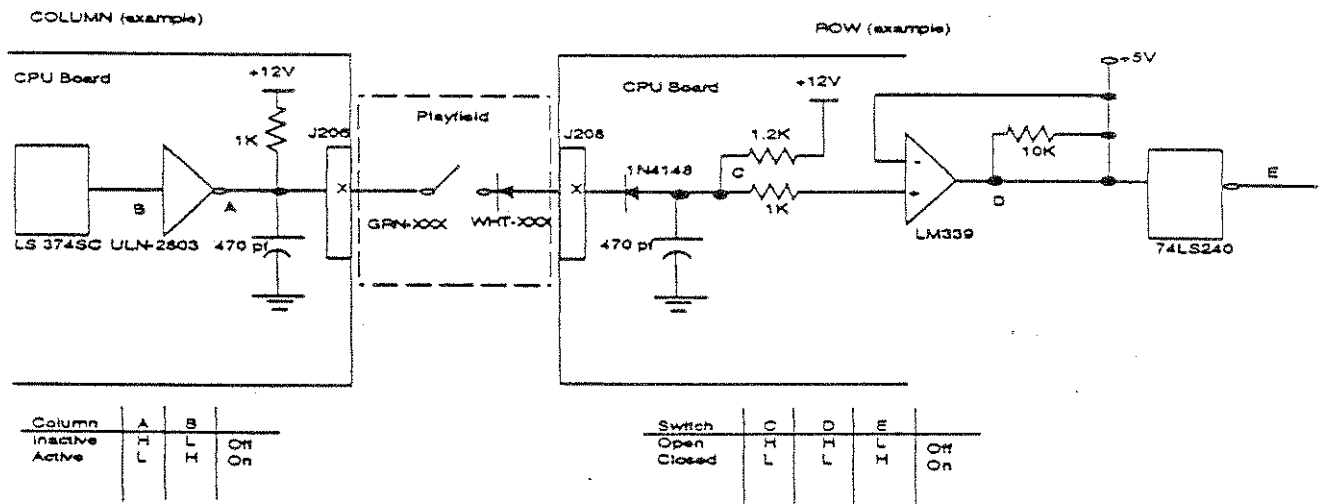 COLUMN (example)
ROW (example)
CPU Board
+12V
1K
J206
X
B
A
LS 374SC
ULN-2803
470 pf
Playfield
GRN-XXX
WHT-XXX
CPU Board
J208
X
1N4148
470 pf
C
1.2K
+12V
1K
-
+
LM339
+5V
10K
D
74LS240
E
Column A B
Inactive H L Off
Active L H On
Switch C D E
Open H H L Off
Closed L L H On